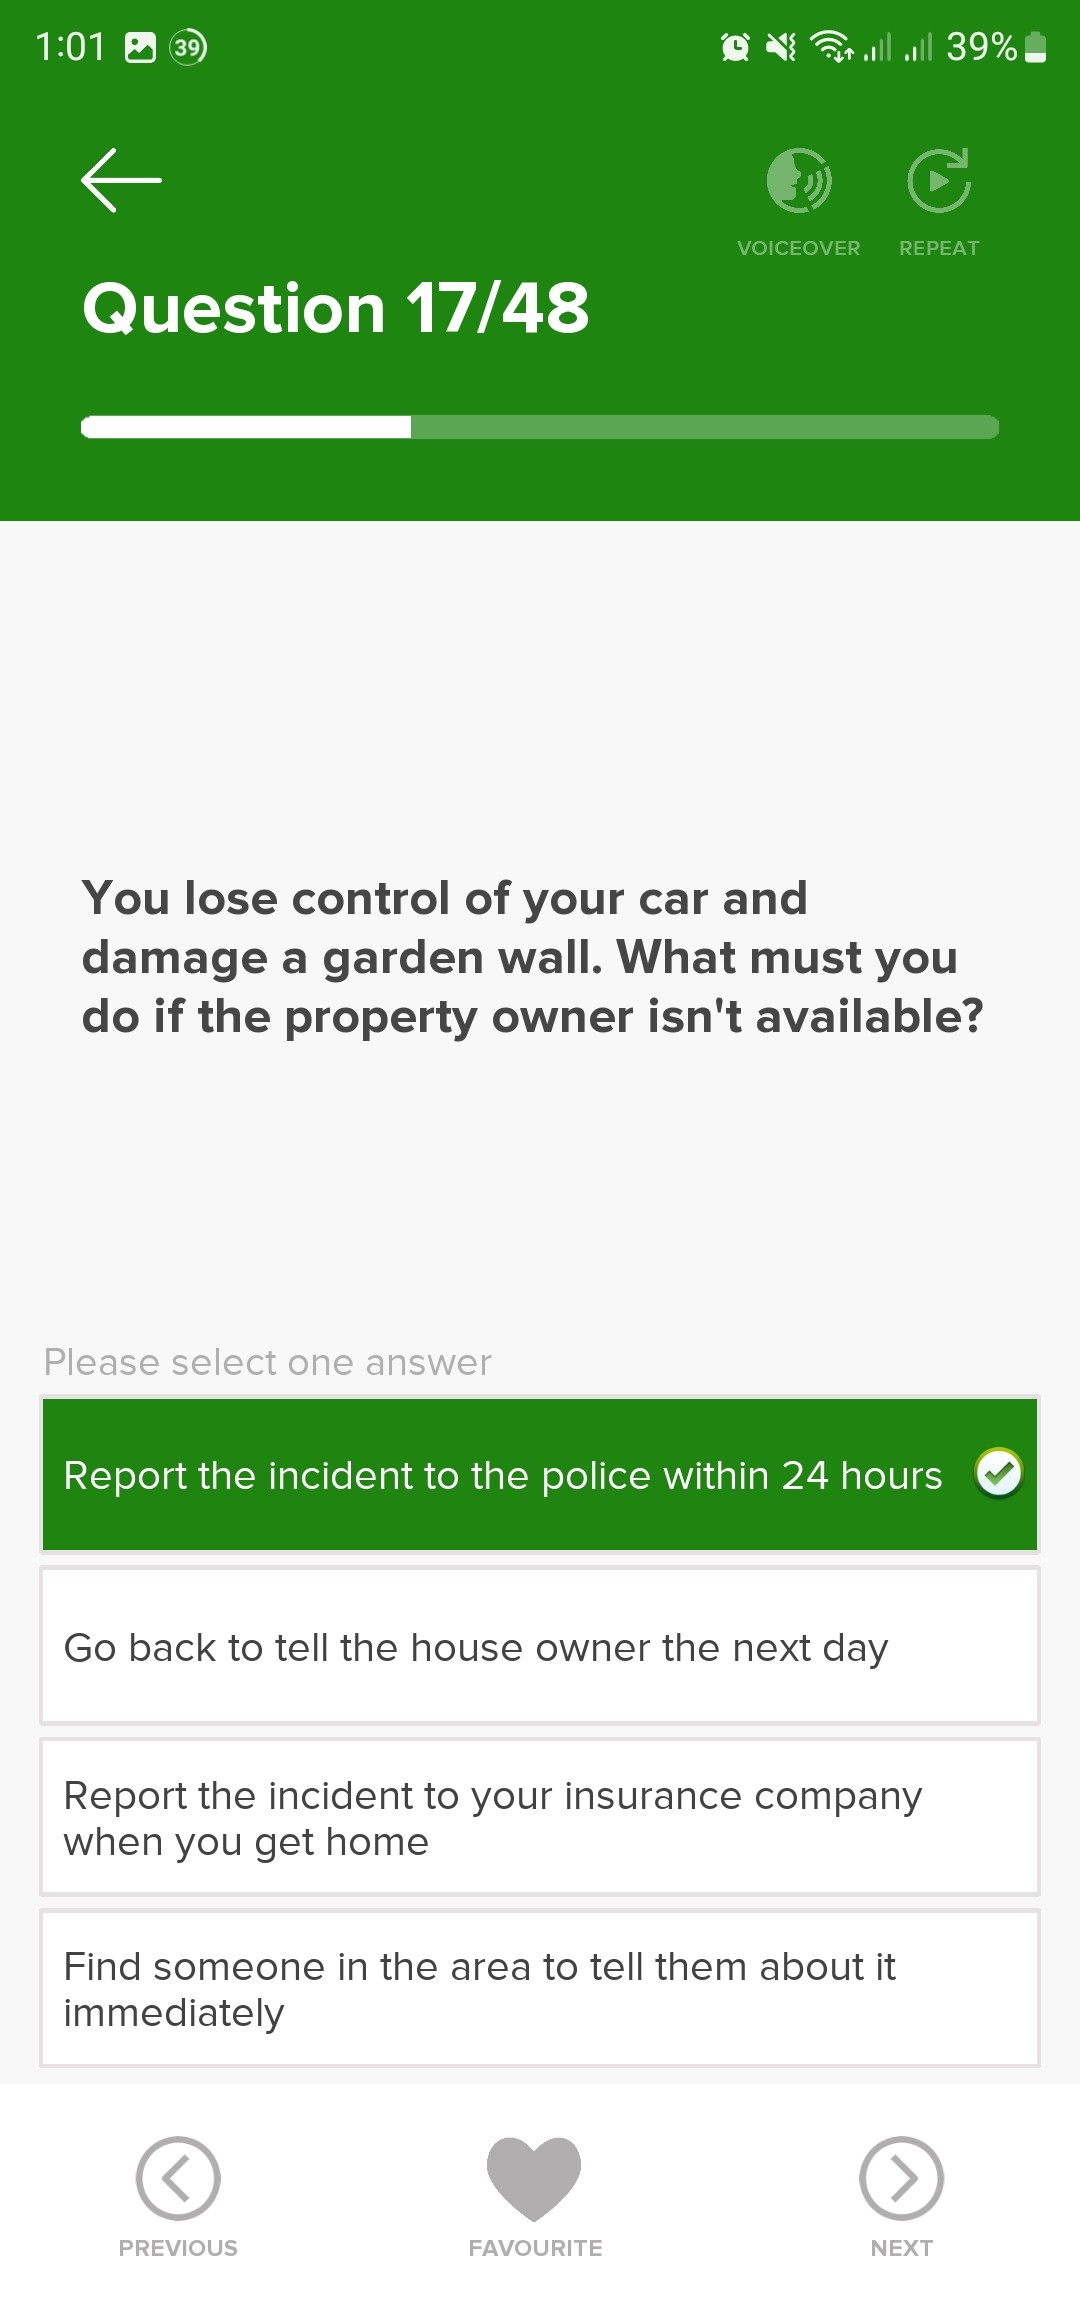 1:01
39
39%
VOICEOVER
REPEAT
Question 17/48
You lose control of your car and
damage a garden wall. What must you
do if the property owner isn't available?
Please select one answer
Report the incident to the police within 24 hours
Go back to tell the house owner the next day
Report the incident to your insurance company
when you get home
Find someone in the area to tell them about it
immediately
PREVIOUS
FAVOURITE
NEXT